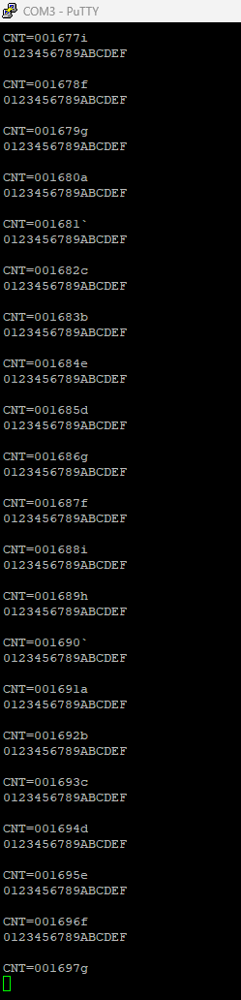 COM3 - PuTTY
CNT=001677i
0123456789ABCDEF
CNT=001678f
0123456789ABCDEF
CNT=001679g
0123456789ABCDEF
CNT=001680a
0123456789ABCDEF
CNT=001681`
0123456789ABCDEF
CNT=001682c
0123456789ABCDEF
CNT=001683b
0123456789ABCDEF
CNT=001684e
0123456789ABCDEF
CNT=001685d
0123456789ABCDEF
CNT=001686g
0123456789ABCDEF
CNT=001687f
0123456789ABCDEF
CNT=001688i
0123456789ABCDEF
CNT=001689h
0123456789ABCDEF
CNT=001690`
0123456789ABCDEF
CNT=001691a
0123456789ABCDEF
CNT=001692b
0123456789ABCDEF
CNT=001693c
0123456789ABCDEF
CNT=001694d
0123456789ABCDEF
CNT=001695e
0123456789ABCDEF
CNT=001696f
0123456789ABCDEF
CNT=001697g